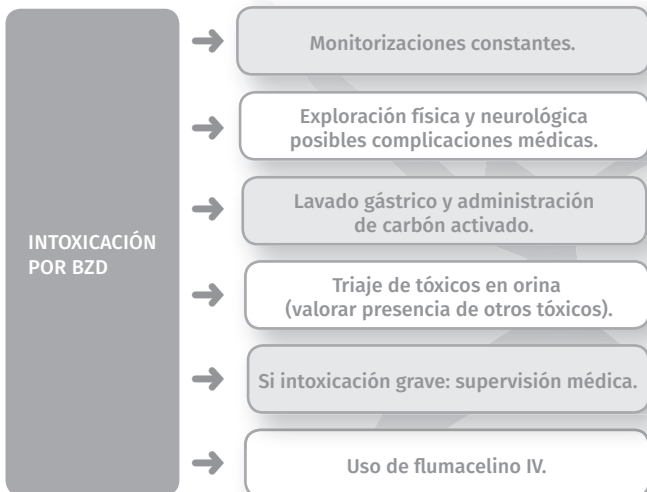 INTOXICACIÓN
POR BZD
Monitorizaciones constantes.
Exploración física y neurológica
posibles complicaciones médicas.
Lavado gástrico y administración
de carbón activado.
Triaje de tóxicos en orina
(valorar presencia de otros tóxicos).
Si intoxicación grave: supervisión médica.
Uso de flumacelino IV.